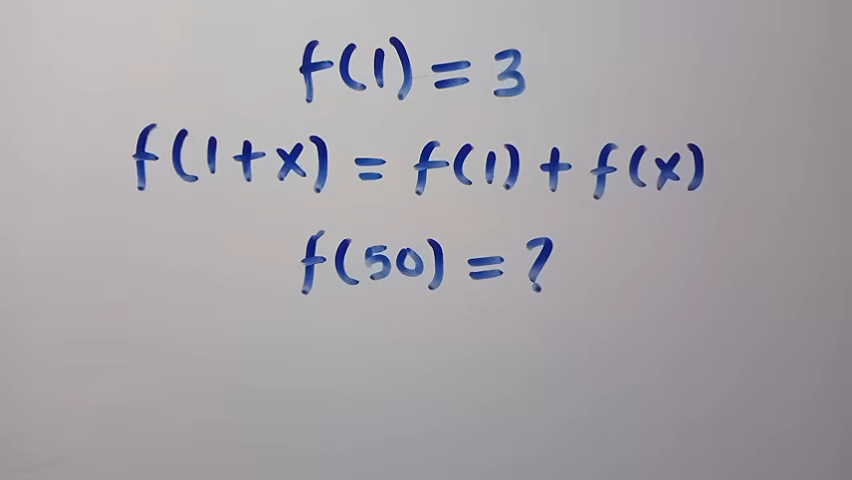 f(1) = 3
f(1+x) = f(1) + f(x)
f(50) = ?